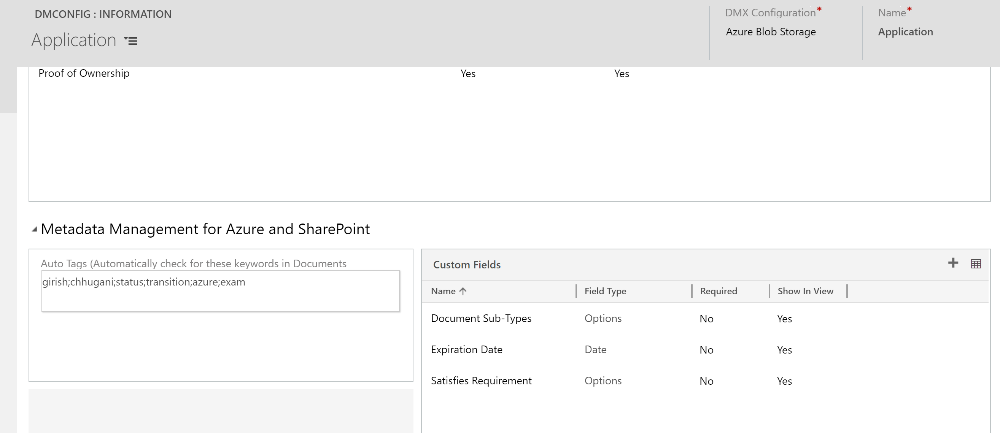 DMCONFIG : INFORMATION
Application
DMX Configuration*
Azure Blob Storage
Name*
Application
Proof of Ownership Yes Yes
Metadata Management for Azure and SharePoint
Auto Tags (Automatically check for these keywords in Documents
girish;chhugani;status;transition;azure;exam
Custom Fields
Name Field Type Required Show In View
Document Sub-Types Options No Yes
Expiration Date Date No Yes
Satisfies Requirement Options No Yes